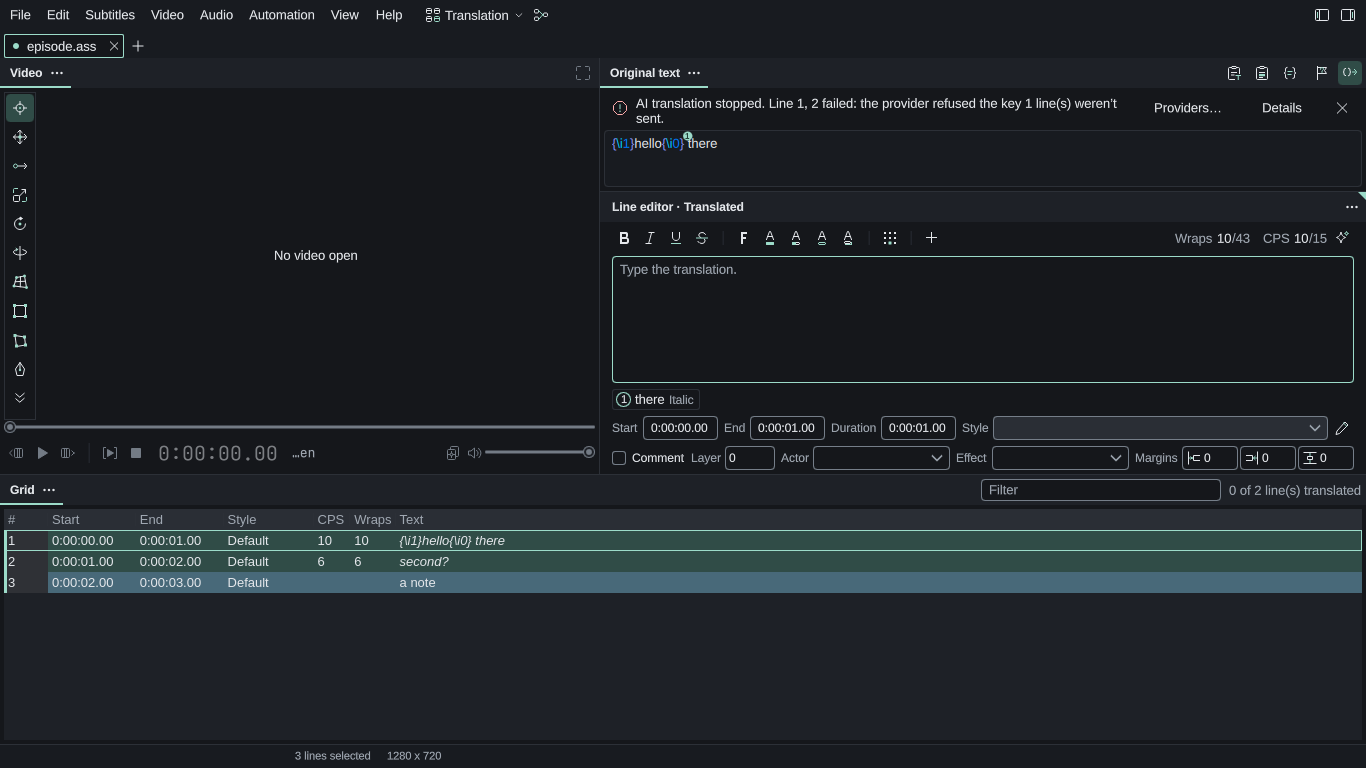 File Edit Subtitles Video Audio Automation View Help Translation
episode.ass
Video
No video open
0:00:00.00 …en
Original text
AI translation stopped. Line 1, 2 failed: the provider refused the key 1 line(s) weren't
sent.
Providers… Details
{\i1}hello{\i0} there
1
Line editor · Translated
B I U S F A A A A
Wraps 10/43 CPS 10/15
Type the translation.
1 there Italic
Start 0:00:00.00 End 0:00:01.00 Duration 0:00:01.00 Style
Comment Layer 0 Actor Effect Margins 0 0 0
Grid
Filter
0 of 2 line(s) translated
# Start End Style CPS Wraps Text
1 0:00:00.00 0:00:01.00 Default 10 10 {\i1}hello{\i0} there
2 0:00:01.00 0:00:02.00 Default 6 6 second?
3 0:00:02.00 0:00:03.00 Default a note
3 lines selected 1280 x 720